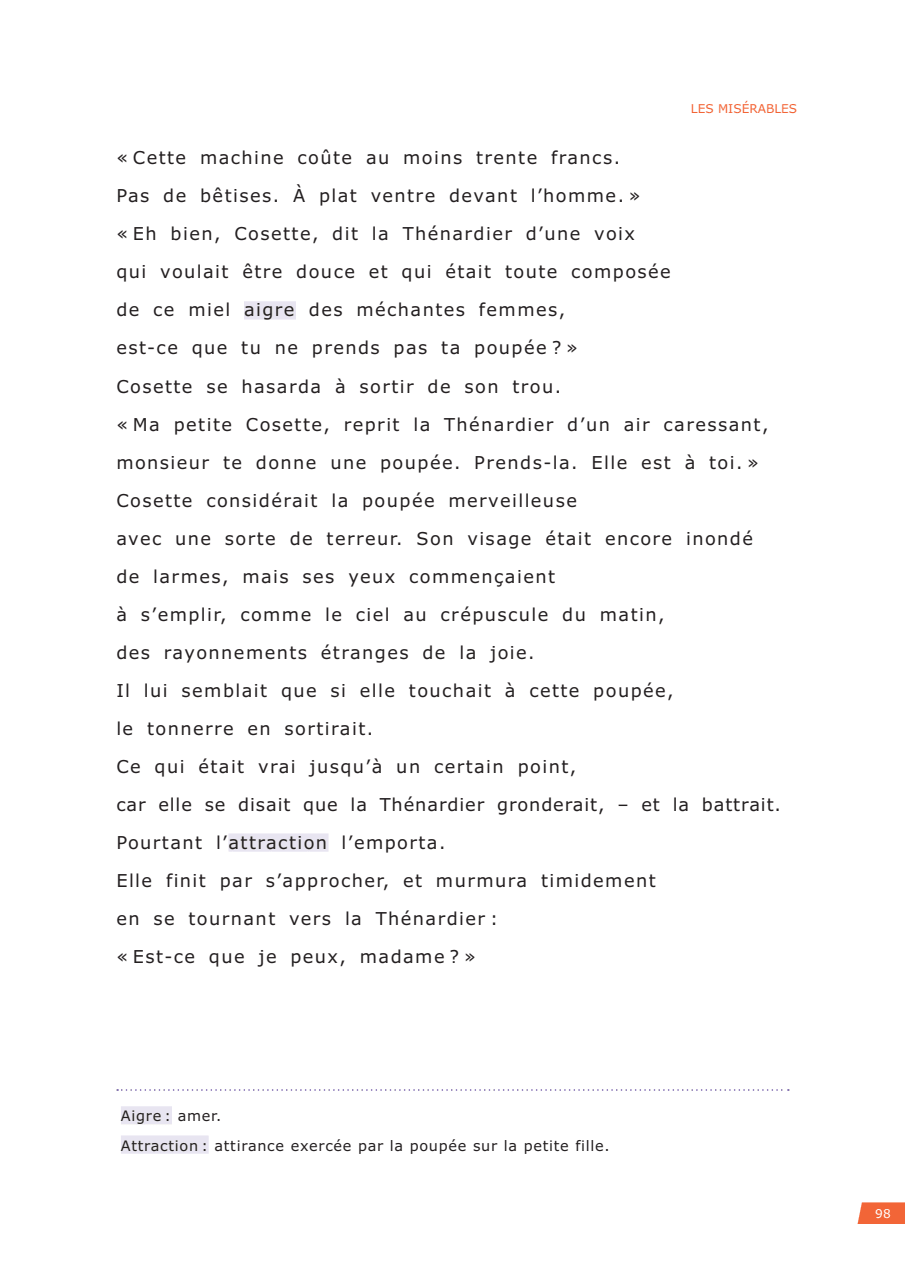 LES MISÉRABLES
« Cette machine coûte au moins trente francs.
Pas de bêtises. À plat ventre devant l’homme. »
« Eh bien, Cosette, dit la Thénardier d’une voix
qui voulait être douce et qui était toute composée
de ce miel aigre des méchantes femmes,
est-ce que tu ne prends pas ta poupée ? »
Cosette se hasarda à sortir de son trou.
« Ma petite Cosette, reprit la Thénardier d’un air caressant,
monsieur te donne une poupée. Prends-la. Elle est à toi. »
Cosette considérait la poupée merveilleuse
avec une sorte de terreur. Son visage était encore inondé
de larmes, mais ses yeux commençaient
à s’emplir, comme le ciel au crépuscule du matin,
des rayonnements étranges de la joie.
Il lui semblait que si elle touchait à cette poupée,
le tonnerre en sortirait.
Ce qui était vrai jusqu’à un certain point,
car elle se disait que la Thénardier gronderait, – et la battrait.
Pourtant l’attraction l’emporta.
Elle finit par s’approcher, et murmura timidement
en se tournant vers la Thénardier :
« Est-ce que je peux, madame ? »
Aigre : amer.
Attraction : attirance exercée par la poupée sur la petite fille.
98